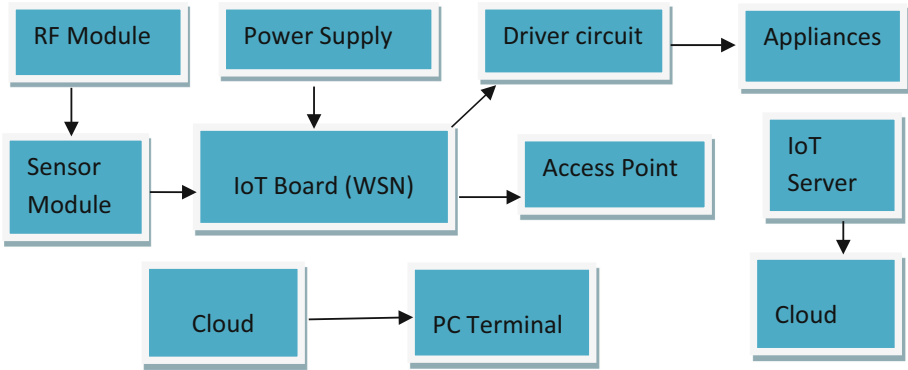 RF Module
Power Supply
Driver circuit
Appliances
Sensor
Module
IoT Board (WSN)
Access Point
IoT
Server
Cloud
PC Terminal
Cloud